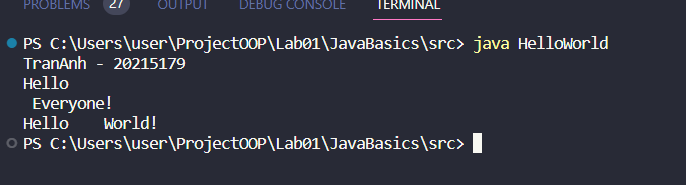 PROBLEMS 27 OUTPUT DEBUG CONSOLE TERMINAL
PS C:\Users\user\ProjectOOP\Lab01\JavaBasics\src> java HelloWorld
TranAnh - 20215179
Hello
 Everyone!
Hello    World!
PS C:\Users\user\ProjectOOP\Lab01\JavaBasics\src>